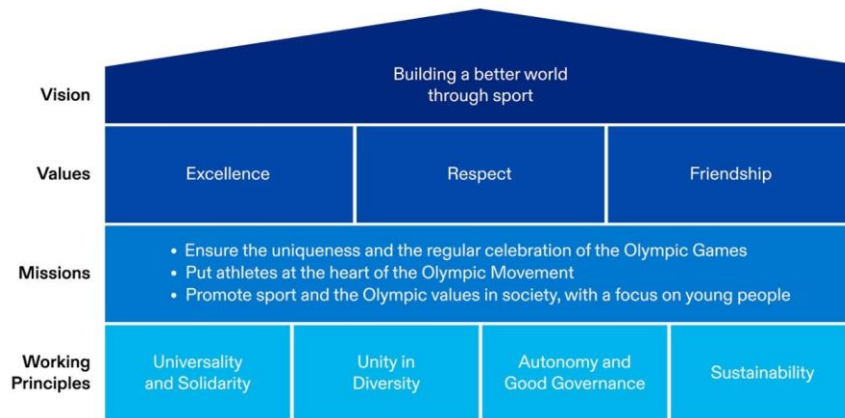 Vision
Building a better world
through sport
Values
Excellence
Respect
Friendship
Missions
• Ensure the uniqueness and the regular celebration of the Olympic Games
• Put athletes at the heart of the Olympic Movement
• Promote sport and the Olympic values in society, with a focus on young people
Working
Principles
Universality
and Solidarity
Unity in
Diversity
Autonomy and
Good Governance
Sustainability